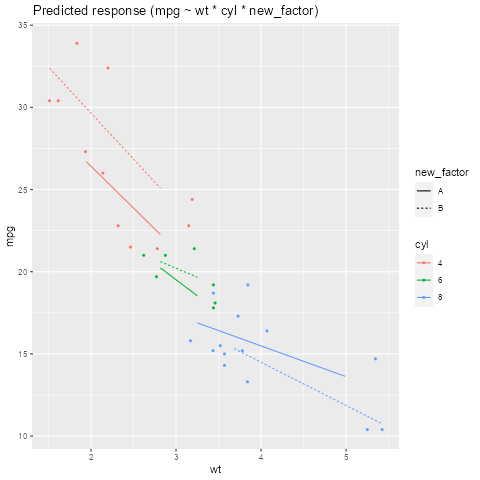 Predicted response (mpg ~ wt * cyl * new_factor)
35
30
25
20
15
10
mpg
2 3 4 5
wt
new_factor
A
B
cyl
4
6
8